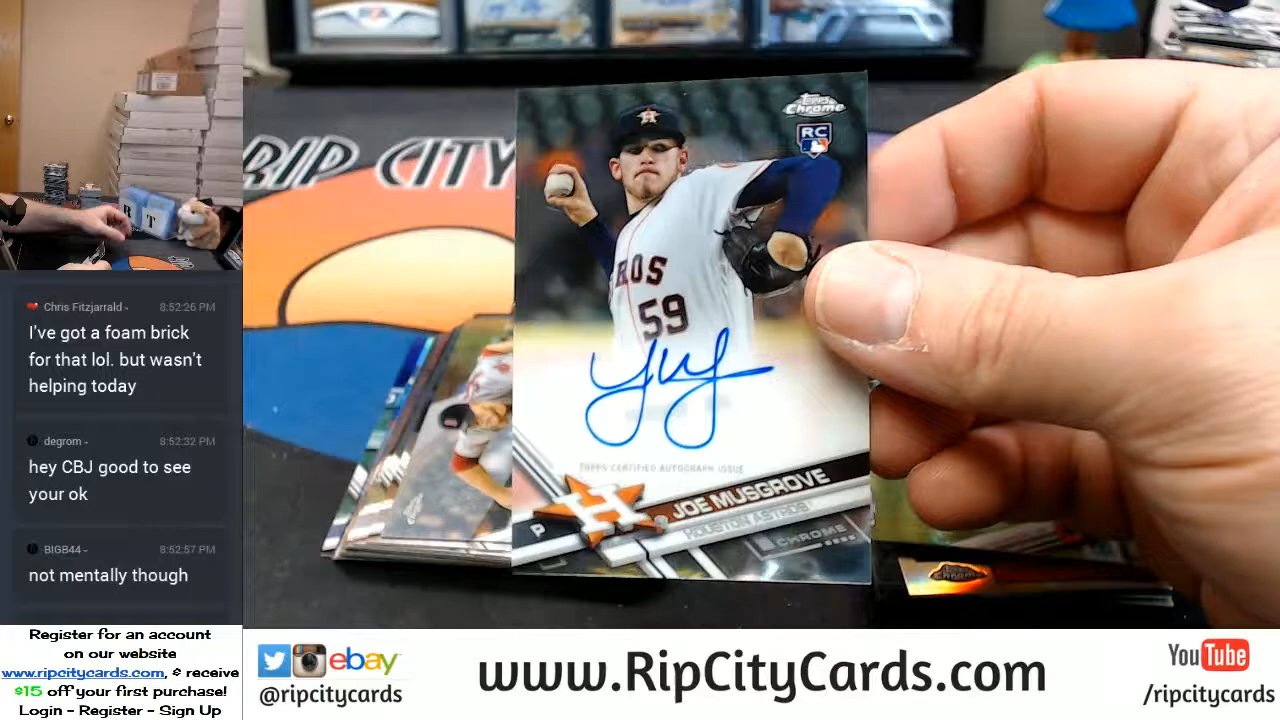 Chris Fitzjarrald - 8:52:26 PM
I've got a foam brick
for that lol. but wasn't
helping today
degrom - 8:52:32 PM
hey CBJ good to see
your ok
BIGB44 - 8:52:57 PM
not mentally though
Register for an account
on our website
www.ripcitycards.com, & receive
$15 off your first purchase!
Login - Register - Sign Up
RIP CITY
R T
Topps
Chrome
RC
ROS
59
TOPPS CERTIFIED AUTOGRAPH ISSUE
JOE MUSGROVE
HOUSTON ASTROS
P
H
CHROME
ebay
@ripcitycards
www.RipCityCards.com
YouTube
/ripcitycards